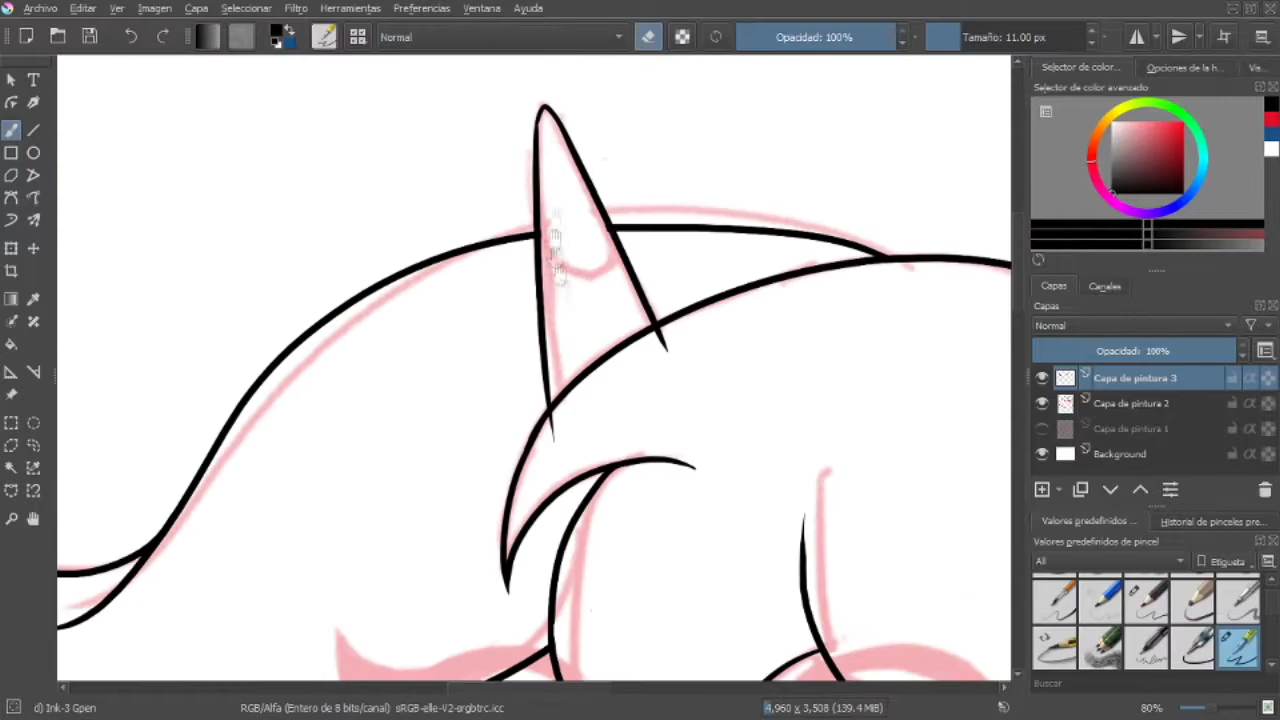 Archivo Editar Ver Imagen Capa Seleccionar Filtro Herramientas Preferencias Ventana Ayuda
Normal
Opacidad: 100%
Tamaño: 11.00 px
Selector de color...
Opciones de la h...
Va...
Selector de color avanzado
Capas
Canales
Capas
Normal
Opacidad: 100%
Capa de pintura 3
Capa de pintura 2
Capa de pintura 1
Background
Valores predefinidos ...
Historial de pinceles pre...
Valores predefinidos de pincel
All
Etiqueta
Buscar
d) Ink-3 Gpen
RGB/Alfa (Entero de 8 bits/canal) sRGB-elle-V2-srgbtrc.icc
4,960 x 3,508 (139.4 MiB)
80%